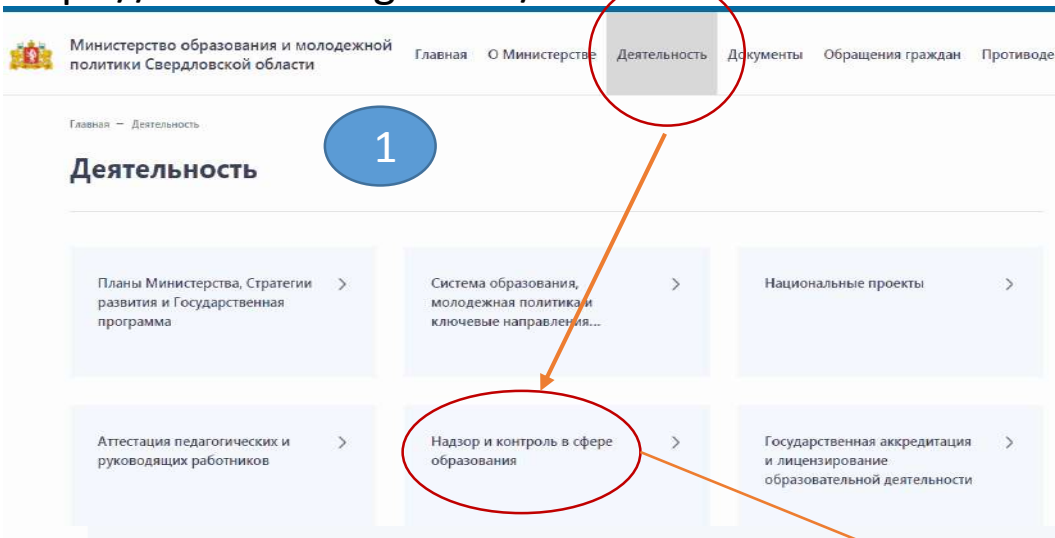 Министерство образования и молодежной
политики Свердловской области
Главная О Министерстве Деятельность Документы Обращения граждан Противоде
Главная — Деятельность
1
Деятельность
Планы Министерства, Стратегии
развития и Государственная
программа
Система образования,
молодежная политика и
ключевые направления...
Национальные проекты
Аттестация педагогических и
руководящих работников
Надзор и контроль в сфере
образования
Государственная аккредитация
и лицензирование
образовательной деятельности